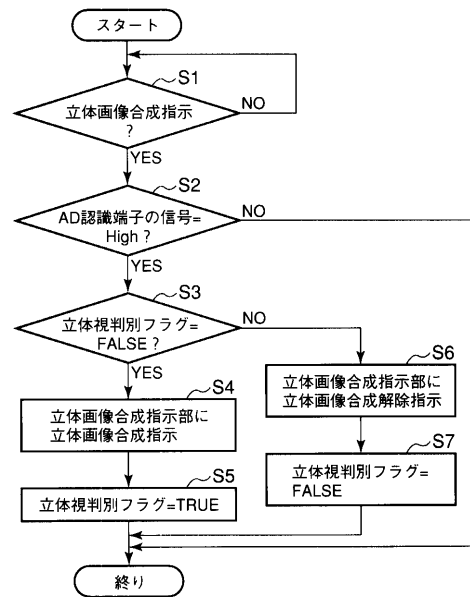 スタート
S1
立体画像合成指示
?
NO
YES
S2
AD認識端子の信号=
High ?
NO
YES
S3
立体視判別フラグ=
FALSE ?
NO
YES
S4
立体画像合成指示部に
立体画像合成指示
S5
立体視判別フラグ=TRUE
S6
立体画像合成指示部に
立体画像合成解除指示
S7
立体視判別フラグ=
FALSE
終り